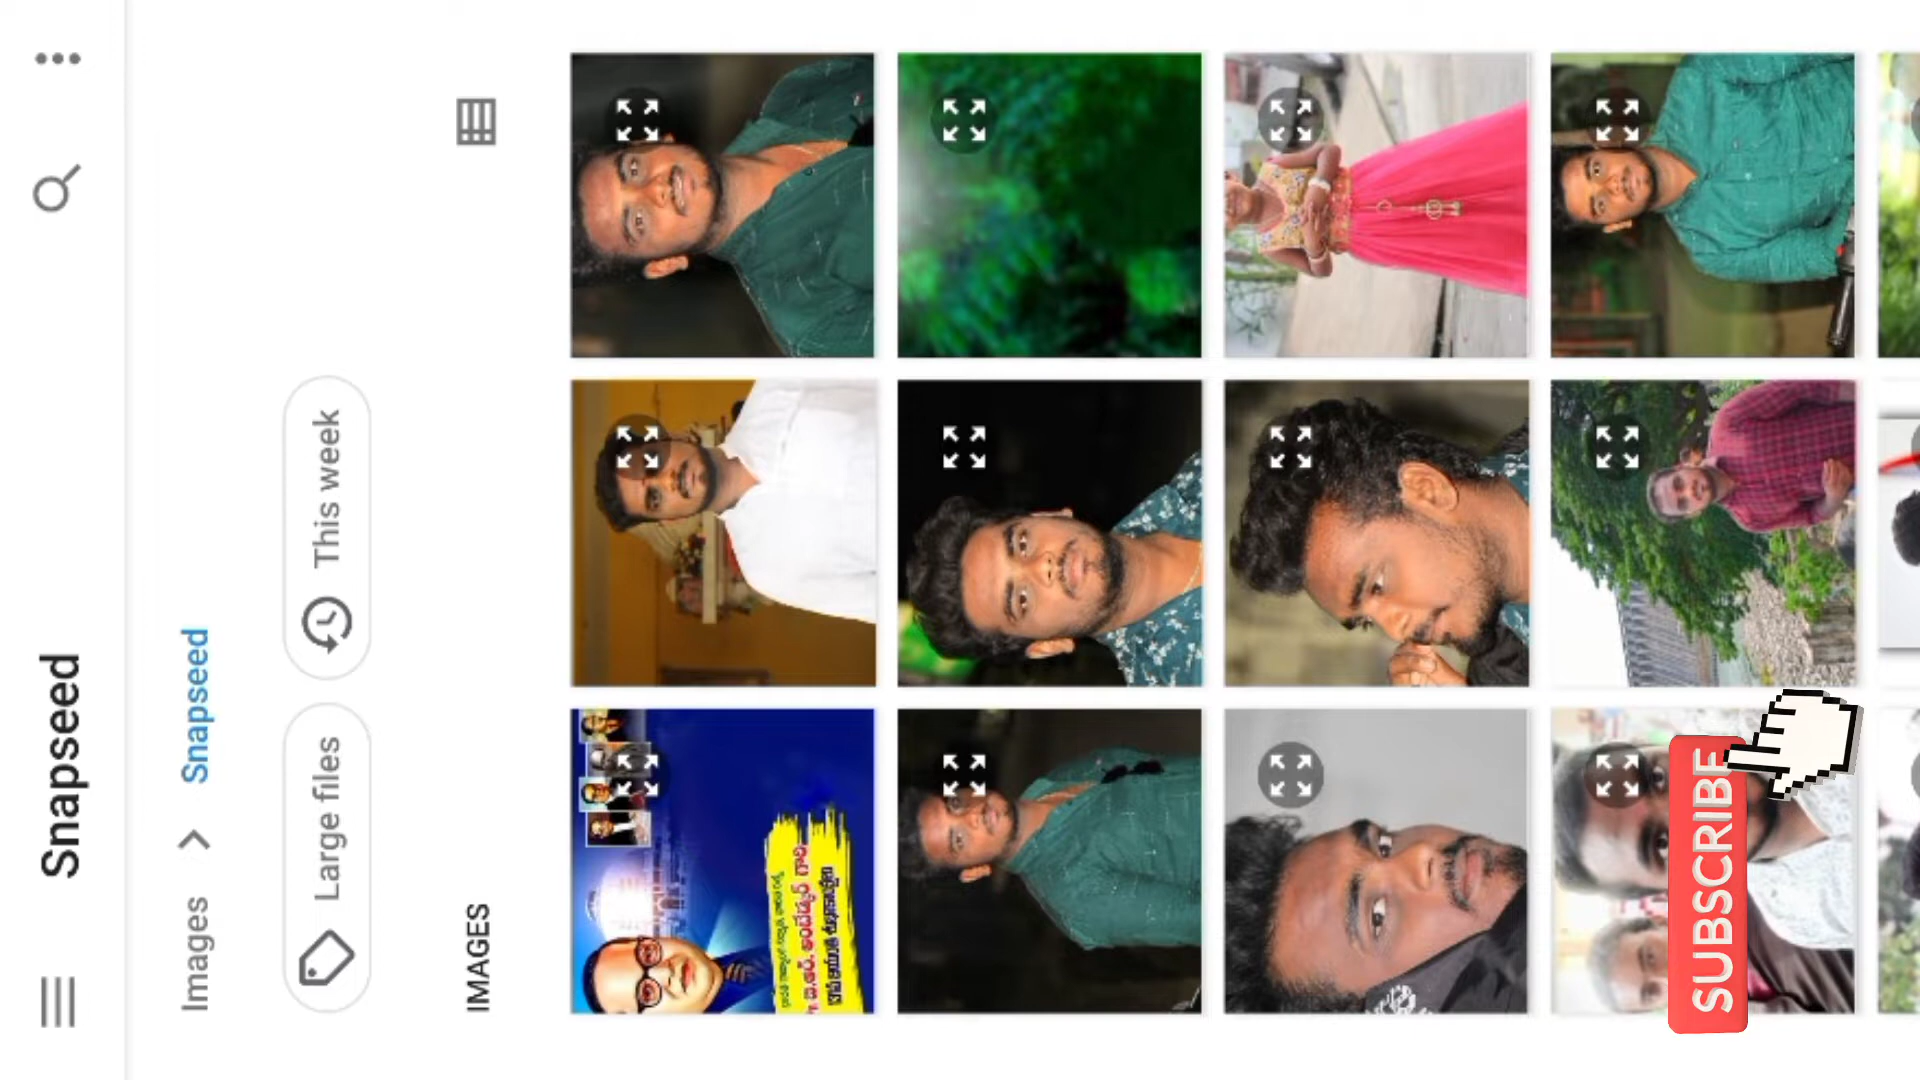 Snapseed
Images > Snapseed
Large files
This week
IMAGES
SUBSCRIBE